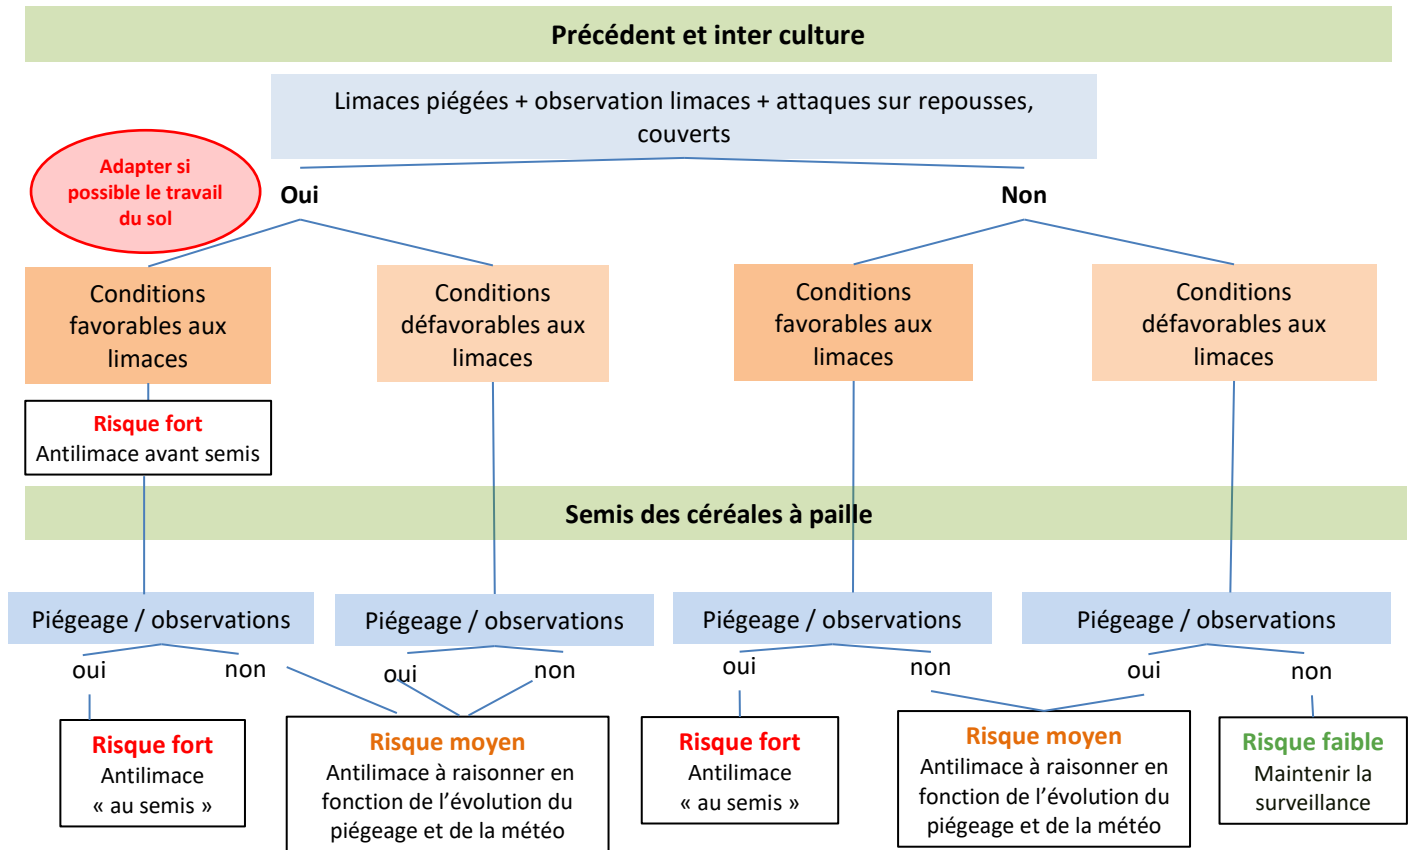 Précédent et inter culture
Limaces piégées + observation limaces + attaques sur repousses,
couverts
Adapter si
possible le travail
du sol
Oui
Non
Conditions
favorables aux
limaces
Conditions
défavorables aux
limaces
Conditions
favorables aux
limaces
Conditions
défavorables aux
limaces
Risque fort
Antilimace avant semis
Semis des céréales à paille
Piégeage / observations
Piégeage / observations
Piégeage / observations
Piégeage / observations
oui
non
oui
non
oui
non
oui
non
Risque fort
Antilimace
« au semis »
Risque moyen
Antilimace à raisonner en
fonction de l’évolution du
piégeage et de la météo
Risque fort
Antilimace
« au semis »
Risque moyen
Antilimace à raisonner en
fonction de l’évolution du
piégeage et de la météo
Risque faible
Maintenir la
surveillance